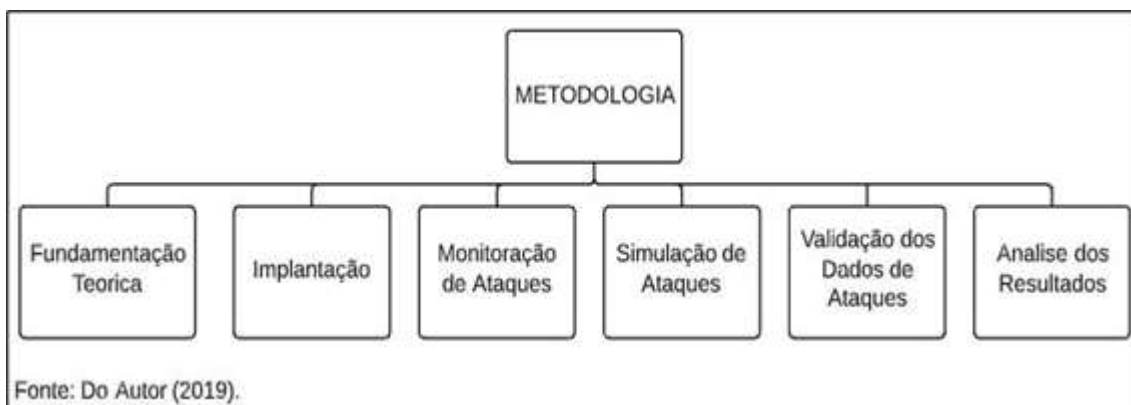 METODOLOGIA
Fundamentação
Teorica
Implantação
Monitoração
de Ataques
Simulação de
Ataques
Validação dos
Dados de
Ataques
Analise dos
Resultados
Fonte: Do Autor (2019).